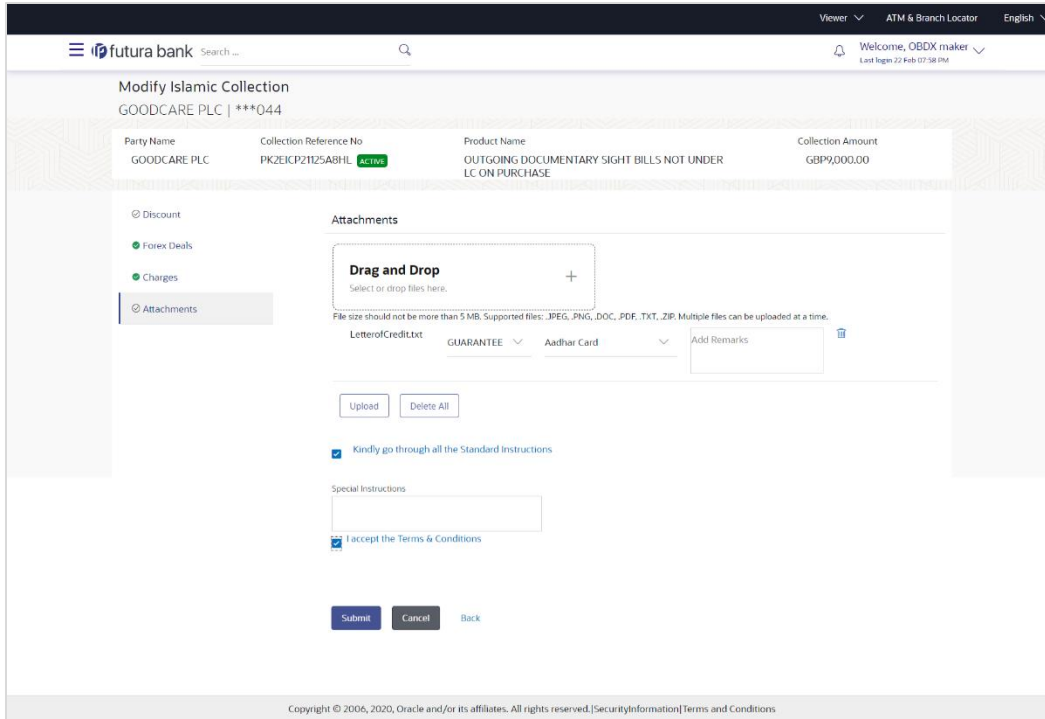 Viewer ATM & Branch Locator English
futura bank Search ... Welcome, OBDX maker
Last login 22 Feb 07:58 PM
Modify Islamic Collection
GOODCARE PLC | ***044
Party Name Collection Reference No Product Name Collection Amount
GOODCARE PLC PK2EICP21125A8HL ACTIVE OUTGOING DOCUMENTARY SIGHT BILLS NOT UNDER GBP9,000.00
LC ON PURCHASE
Discount
Forex Deals
Charges
Attachments
Attachments
Drag and Drop
Select or drop files here.
File size should not be more than 5 MB. Supported files: .JPEG, .PNG, .DOC, .PDF, .TXT, .ZIP. Multiple files can be uploaded at a time.
LetterofCredit.txt GUARANTEE Aadhar Card Add Remarks
Upload Delete All
Kindly go through all the Standard Instructions
Special Instructions
I accept the Terms & Conditions
Submit Cancel Back
Copyright © 2006, 2020, Oracle and/or its affiliates. All rights reserved.|SecurityInformation|Terms and Conditions